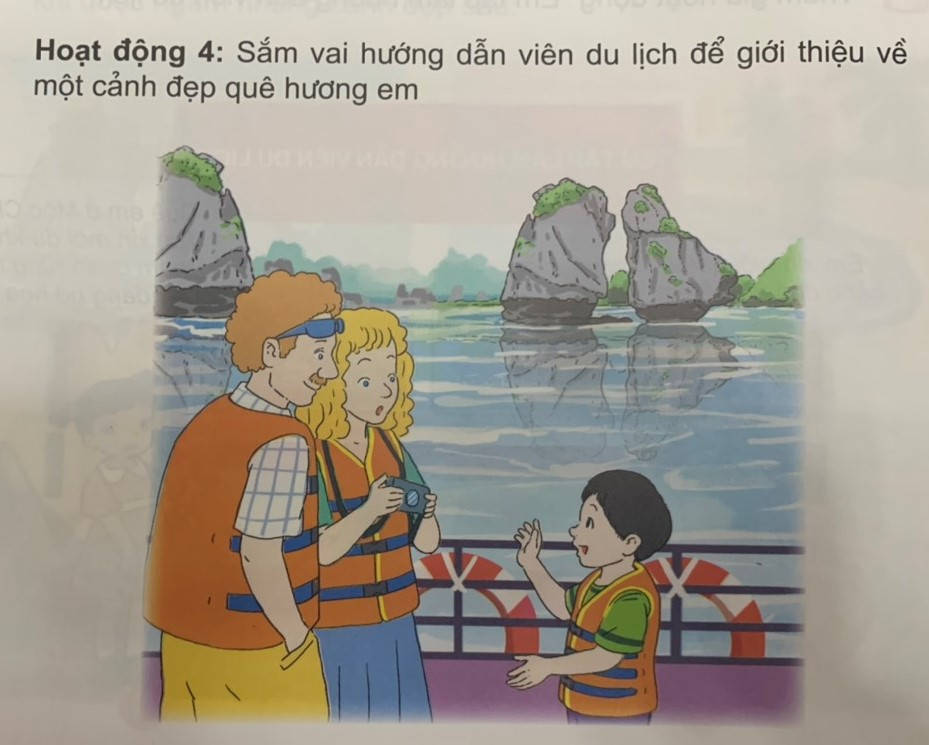 Hoạt động 4: Sắm vai hướng dẫn viên du lịch để giới thiệu về
một cảnh đẹp quê hương em